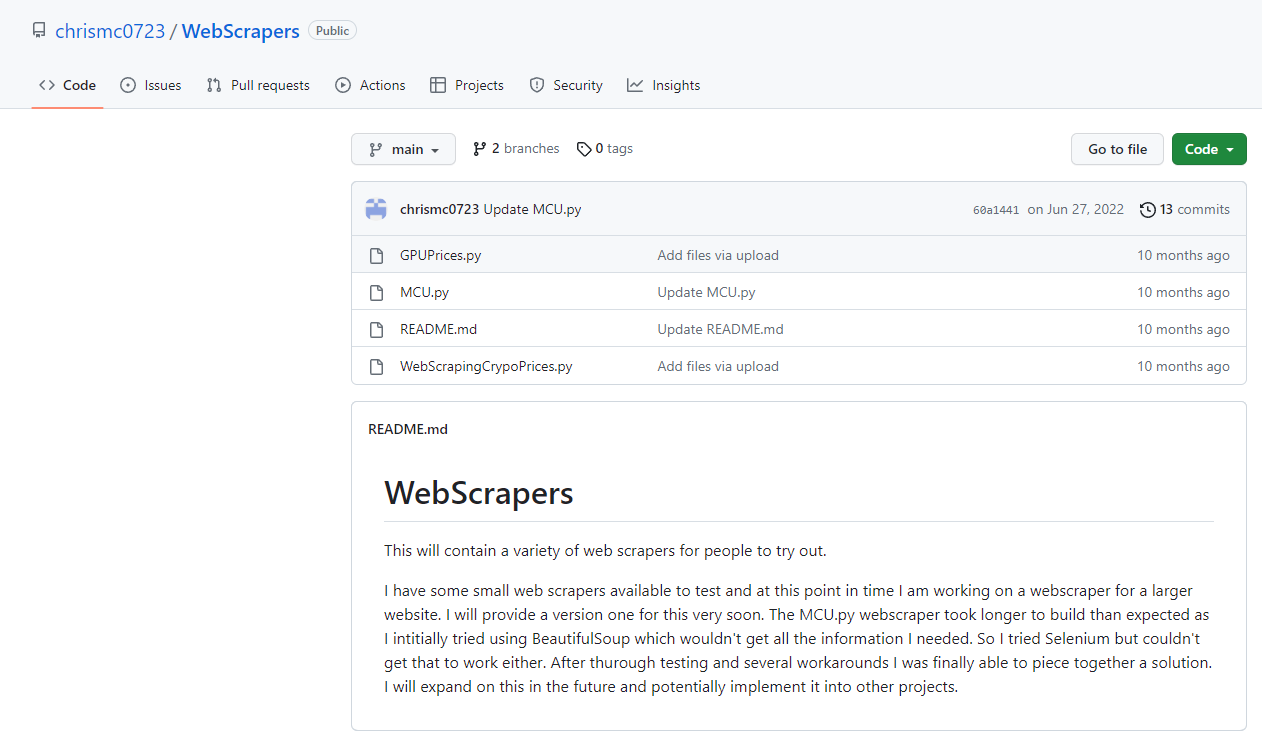 chrismc0723 / WebScrapers Public
Code Issues Pull requests Actions Projects Security Insights
main 2 branches 0 tags Go to file Code
chrismc0723 Update MCU.py 60a1441 on Jun 27, 2022 13 commits
GPUPrices.py Add files via upload 10 months ago
MCU.py Update MCU.py 10 months ago
README.md Update README.md 10 months ago
WebScrapingCrypoPrices.py Add files via upload 10 months ago
README.md
WebScrapers
This will contain a variety of web scrapers for people to try out.
I have some small web scrapers available to test and at this point in time I am working on a webscraper for a larger
website. I will provide a version one for this very soon. The MCU.py webscraper took longer to build than expected as
I intitially tried using BeautifulSoup which wouldn't get all the information I needed. So I tried Selenium but couldn't
get that to work either. After thurough testing and several workarounds I was finally able to piece together a solution.
I will expand on this in the future and potentially implement it into other projects.